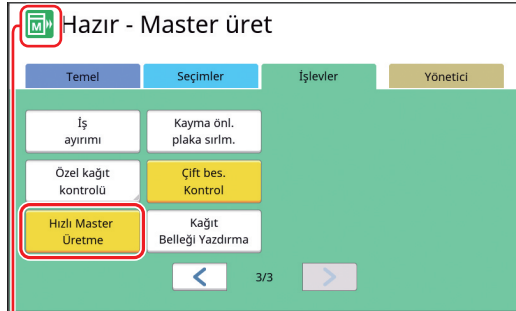 M
Hazır - Master üret
Temel
Seçimler
İşlevler
Yönetici
İş
ayırımı
Kayma önl.
plaka sırlm.
Özel kağıt
kontrolü
Çift bes.
Kontrol
Hızlı Master
Üretme
Kağıt
Belleği Yazdırma
3/3